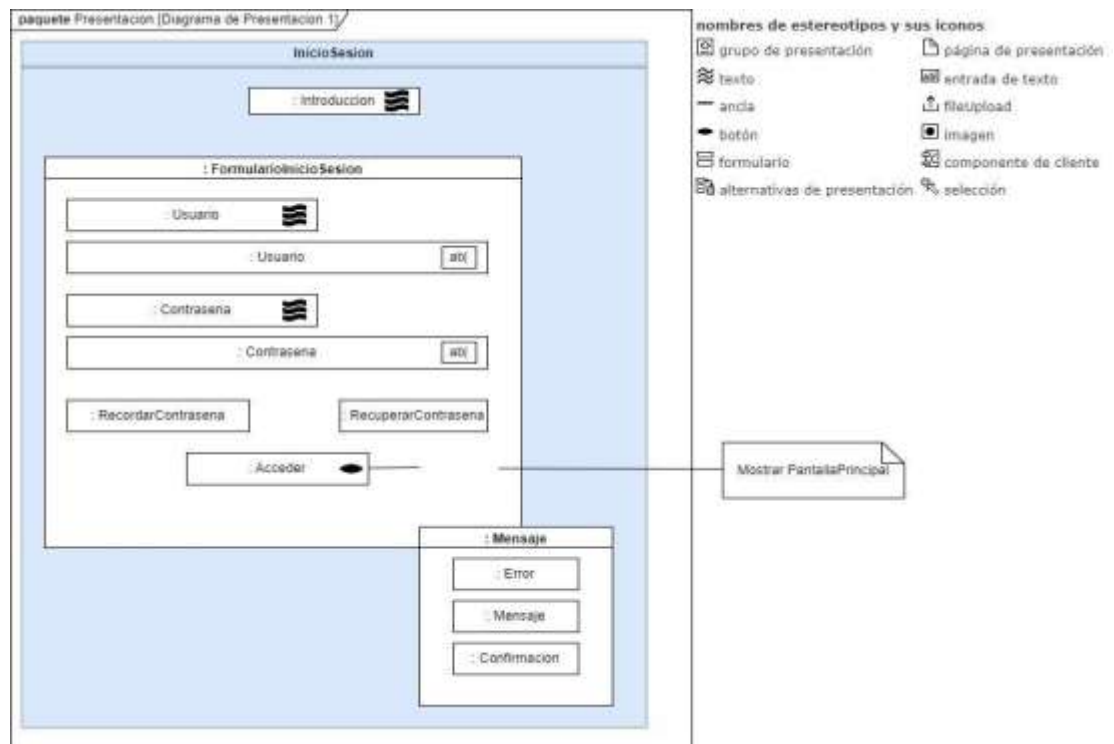 paquete Presentacion [Diagrama de Presentacion 1]
InicioSesion
: Introduccion
: FormularioInicioSesion
: Usuario
: Usuario
ab(
: Contrasena
: Contrasena
ab(
: RecordarContrasena
: RecuperarContrasena
: Acceder
Mostrar PantallaPrincipal
: Mensaje
: Error
: Mensaje
: Confirmacion
nombres de estereotipos y sus iconos
grupo de presentación
página de presentación
texto
entrada de texto
ancla
fileUpload
botón
imagen
formulario
componente de cliente
alternativas de presentación
selección